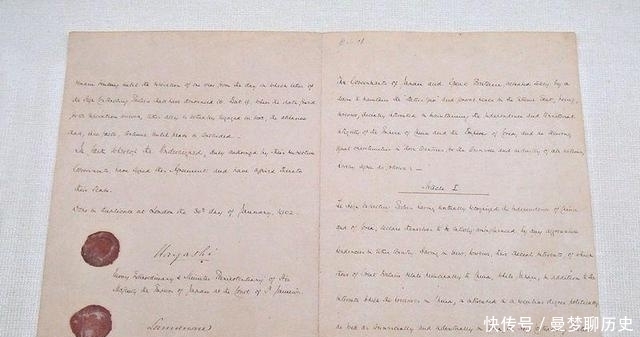 remain binding until the expiration of one year from the day on which either of
the High Contracting Parties shall have denounced it. But if, when the date fixed
for its expiration arrives, either ally is actually engaged in war, the alliance
shall, ipso facto, continue until peace is concluded.
In faith whereof the Undersigned, duly authorized by their respective
Governments, have signed this Agreement and have affixed thereto
their Seals.
Done in duplicate at London the 30th day of January, 1902.
Hayashi
Envoy Extraordinary & Minister Plenipotentiary of His
Majesty the Emperor of Japan at the Court of St James's.
Lansdowne
The Governments of Japan and Great Britain, actuated solely by a
desire to maintain the status quo and general peace in the Extreme East, being,
moreover, specially interested in maintaining the independence and territorial
integrity of the Empire of China and the Empire of Corea, and in securing
equal opportunities in those Countries for the commerce and industry of all nations,
hereby agree as follows:—
Article I
The High Contracting Parties having mutually recognized the independence of China
and of Corea, declare themselves to be entirely uninfluenced by any aggressive
tendencies in either Country. Having in view, however, their special interests, of which
those of Great Britain relate principally to China, while Japan, in addition to the
interests which she possesses in China, is interested in a peculiar degree politically
as well as commercially and industrially in
快传号／曼梦聊历史